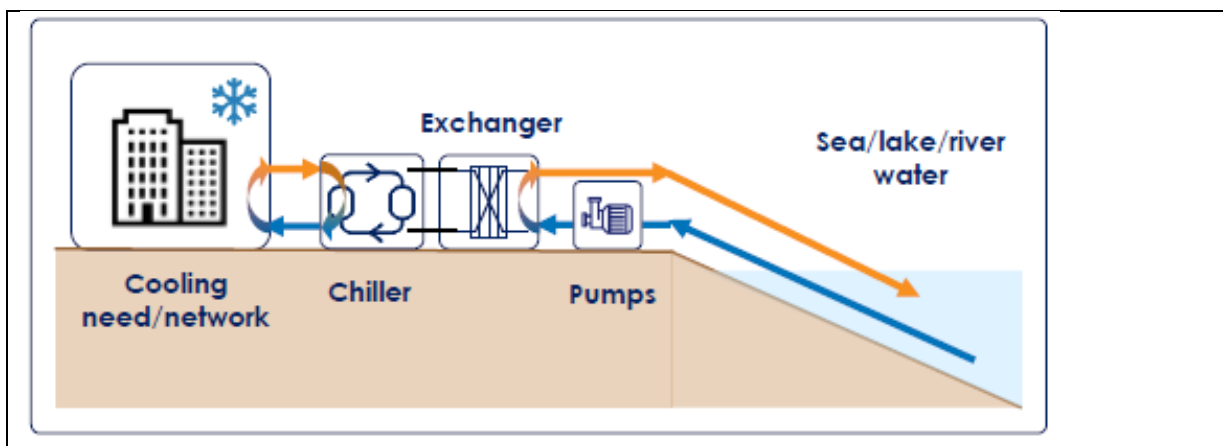 Exchanger
Sea/lake/river
water
Cooling
need/network
Chiller
Pumps